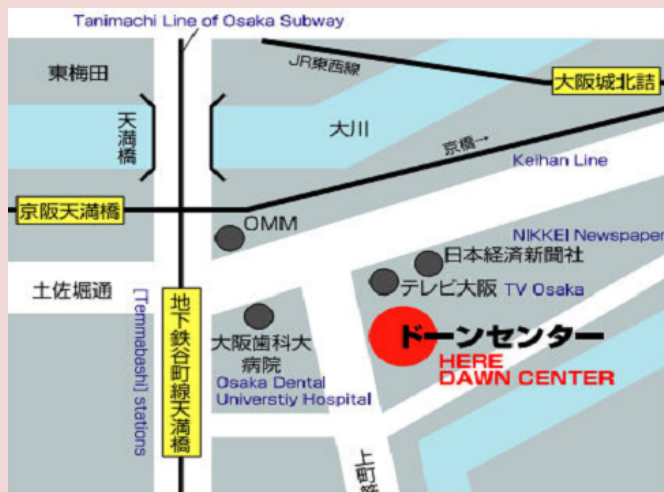 Tanimachi Line of Osaka Subway
東梅田
JR東西線
大阪城北詰
天満橋
大川
京橋→
Keihan Line
京阪天満橋
OMM
NIKKEI Newspaper
日本経済新聞社
テレビ大阪 TV Osaka
土佐堀通
[Temmabashi] stations
地下鉄谷町線天満橋
大阪歯科大
病院
Osaka Dental
Universtiy Hospital
ドーンセンター
HERE
DAWN CENTER
上町筋